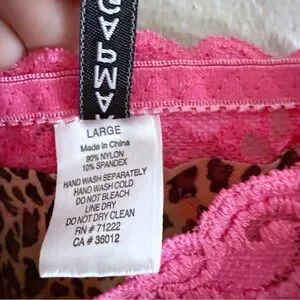 LARGE
Made in China
90% NYLON
10% SPANDEX
HAND WASH SEPARATELY
HAND WASH COLD
DO NOT BLEACH
LINE DRY
DO NOT DRY CLEAN
RN # 71222
CA # 36012